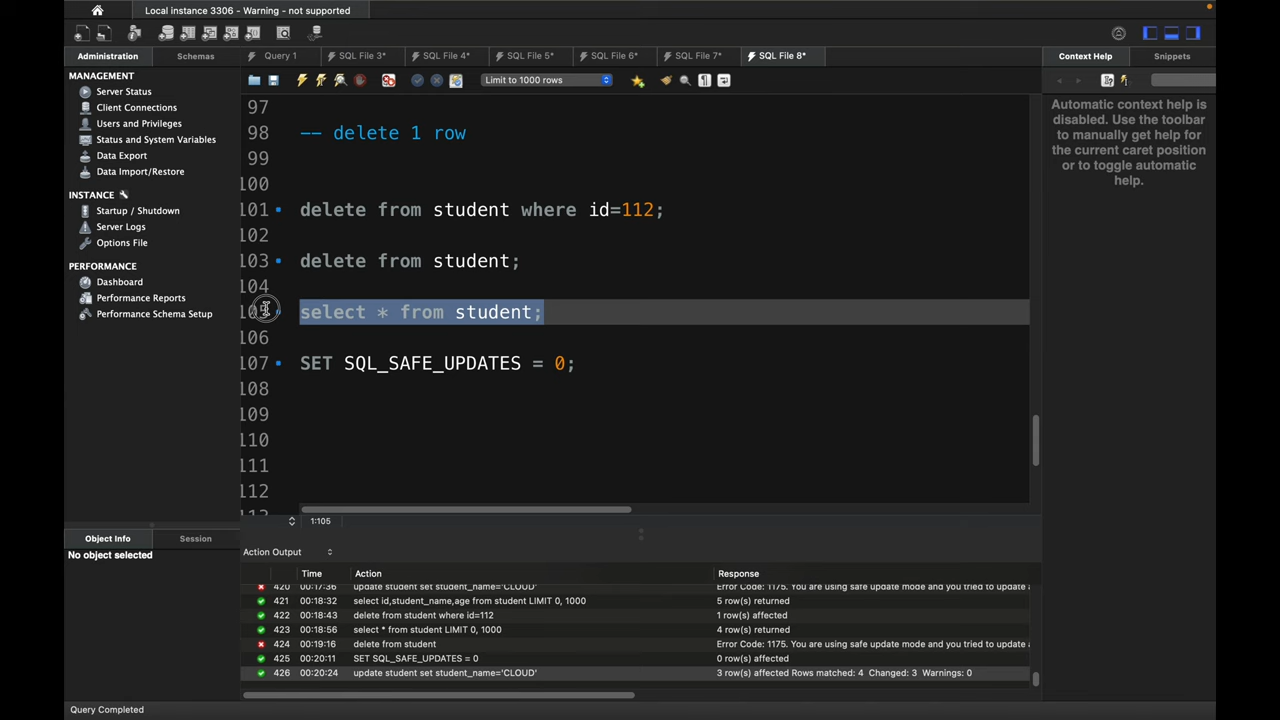 Local instance 3306 - Warning - not supported
Administration
Schemas
Query 1
SQL File 3*
SQL File 4*
SQL File 5*
SQL File 6*
SQL File 7*
SQL File 8*
Context Help
Snippets
MANAGEMENT
Server Status
Client Connections
Users and Privileges
Status and System Variables
Data Export
Data Import/Restore
INSTANCE
Startup / Shutdown
Server Logs
Options File
PERFORMANCE
Dashboard
Performance Reports
Performance Schema Setup
Object Info
Session
No object selected
Limit to 1000 rows
97
98 -- delete 1 row
99
100
101 delete from student where id=112;
102
103 delete from student;
104
105 select * from student;
106
107 SET SQL_SAFE_UPDATES = 0;
108
109
110
111
112
1:105
Automatic context help is
disabled. Use the toolbar
to manually get help for
the current caret position
or to toggle automatic
help.
Action Output
Time Action Response
420 00:17:36 update student set student_name='CLOUD' Error Code: 1175. You are using safe update mode and you tried to update a
421 00:18:32 select id,student_name,age from student LIMIT 0, 1000 5 row(s) returned
422 00:18:43 delete from student where id=112 1 row(s) affected
423 00:18:56 select * from student LIMIT 0, 1000 4 row(s) returned
424 00:19:16 delete from student Error Code: 1175. You are using safe update mode and you tried to update a
425 00:20:11 SET SQL_SAFE_UPDATES = 0 0 row(s) affected
426 00:20:24 update student set student_name='CLOUD' 3 row(s) affected Rows matched: 4 Changed: 3 Warnings: 0
Query Completed